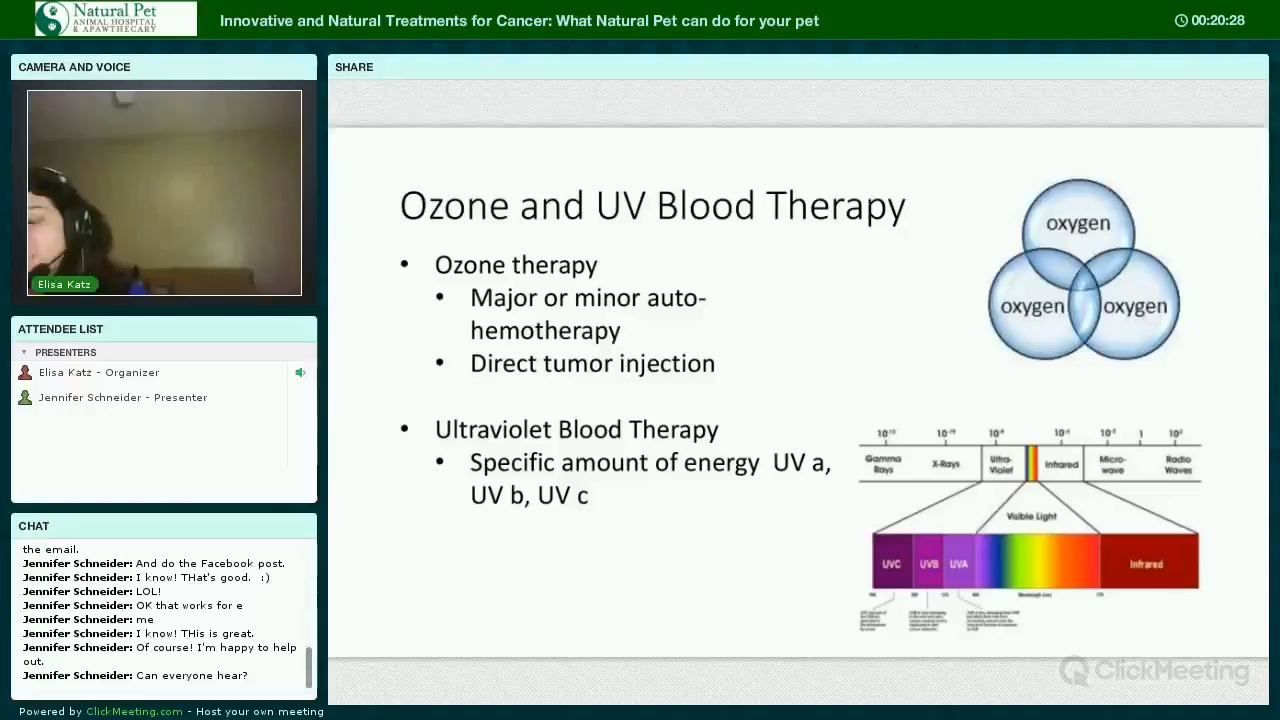 Natural Pet
ANIMAL HOSPITAL
& APAWTHECARY
Innovative and Natural Treatments for Cancer: What Natural Pet can do for your pet
00:20:28
CAMERA AND VOICE
Elisa Katz
ATTENDEE LIST
PRESENTERS
Elisa Katz - Organizer
Jennifer Schneider - Presenter
CHAT
the email.
Jennifer Schneider: And do the Facebook post.
Jennifer Schneider: I know! THat's good. :)
Jennifer Schneider: LOL!
Jennifer Schneider: OK that works for e
Jennifer Schneider: me
Jennifer Schneider: I know! THis is nice.
Jennifer Schneider: Of course! I'm happy to help
out.
Jennifer Schneider: Can everyone hear?
Powered by ClickMeeting.com - Host your own meeting
SHARE
Ozone and UV Blood Therapy
• Ozone therapy
• Major or minor auto-
hemotherapy
• Direct tumor injection
• Ultraviolet Blood Therapy
• Specific amount of energy UV a,
UV b, UV c
oxygen
oxygen oxygen
1 10²
Gamma
Rays
X-Rays
Ultra-
Violet
Infrared
Micro-
wave
Radio
Waves
Visible Light
UVC UVB UVA Infrared
ClickMeeting